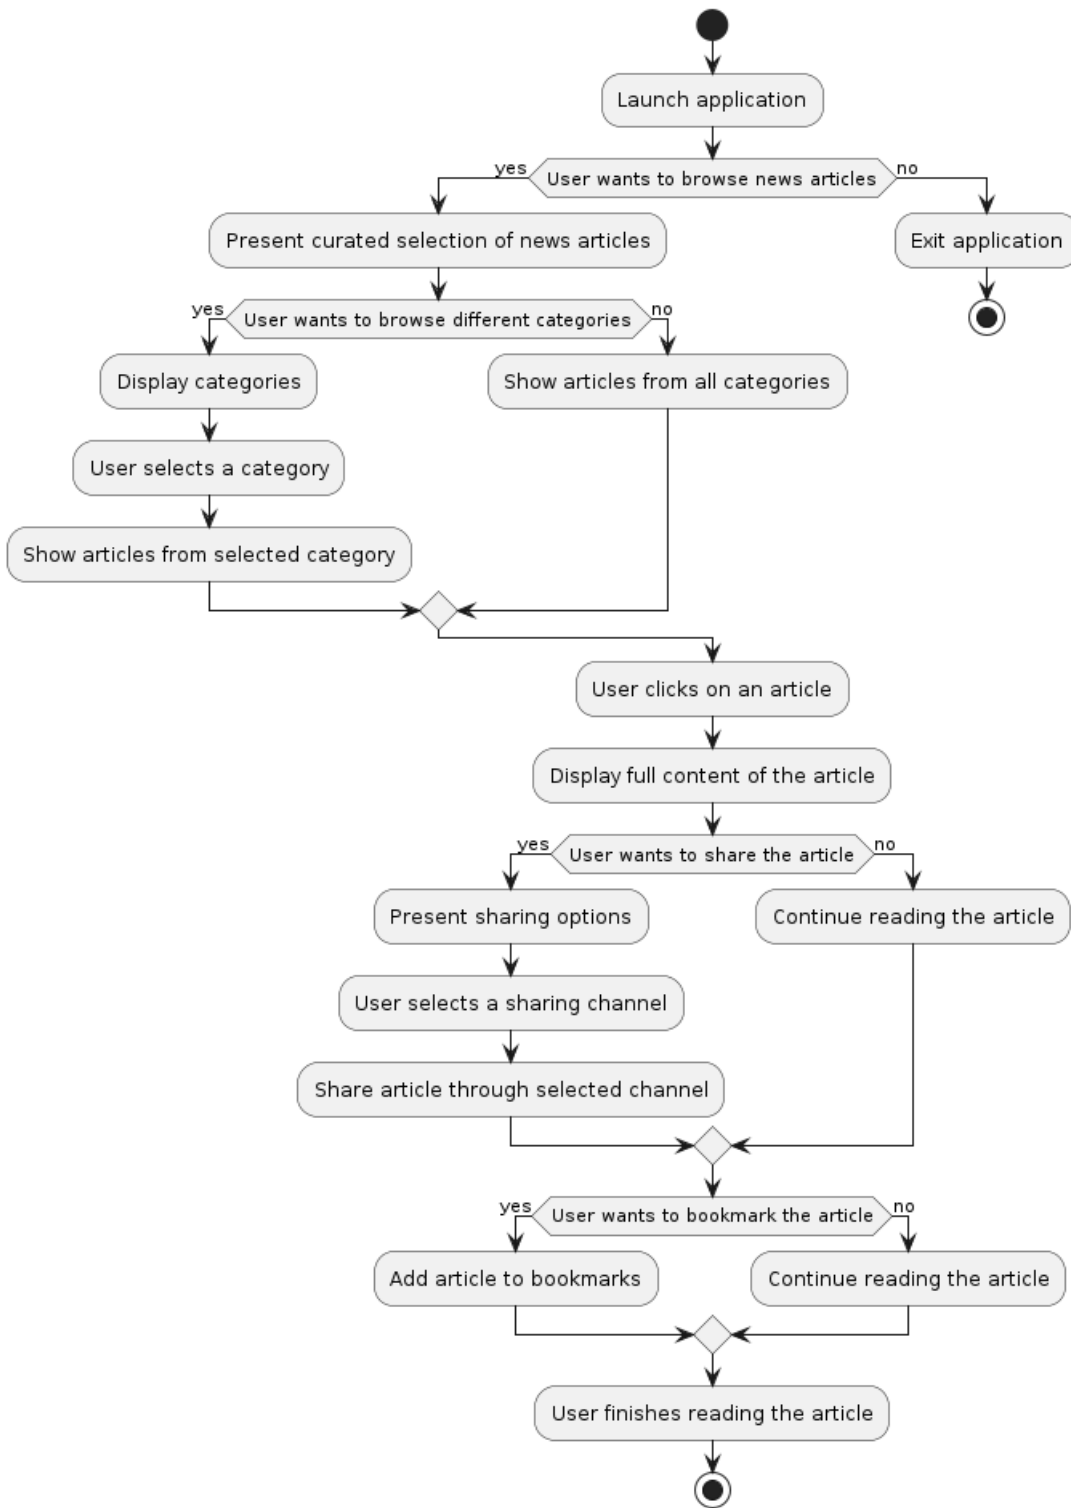 Launch application
yes
User wants to browse news articles
no
Present curated selection of news articles
Exit application
yes
User wants to browse different categories
no
Display categories
Show articles from all categories
User selects a category
Show articles from selected category
User clicks on an article
Display full content of the article
yes
User wants to share the article
no
Present sharing options
Continue reading the article
User selects a sharing channel
Share article through selected channel
yes
User wants to bookmark the article
no
Add article to bookmarks
Continue reading the article
User finishes reading the article